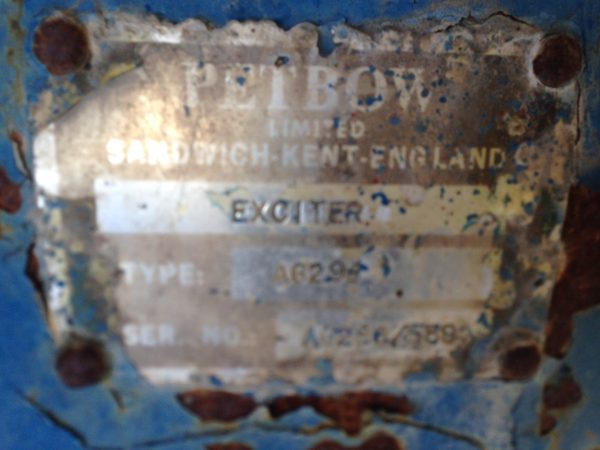 PETBOW
LIMITED
SANDWICH-KENT-ENGLAND
EXCITER
TYPE:
SER. NO.